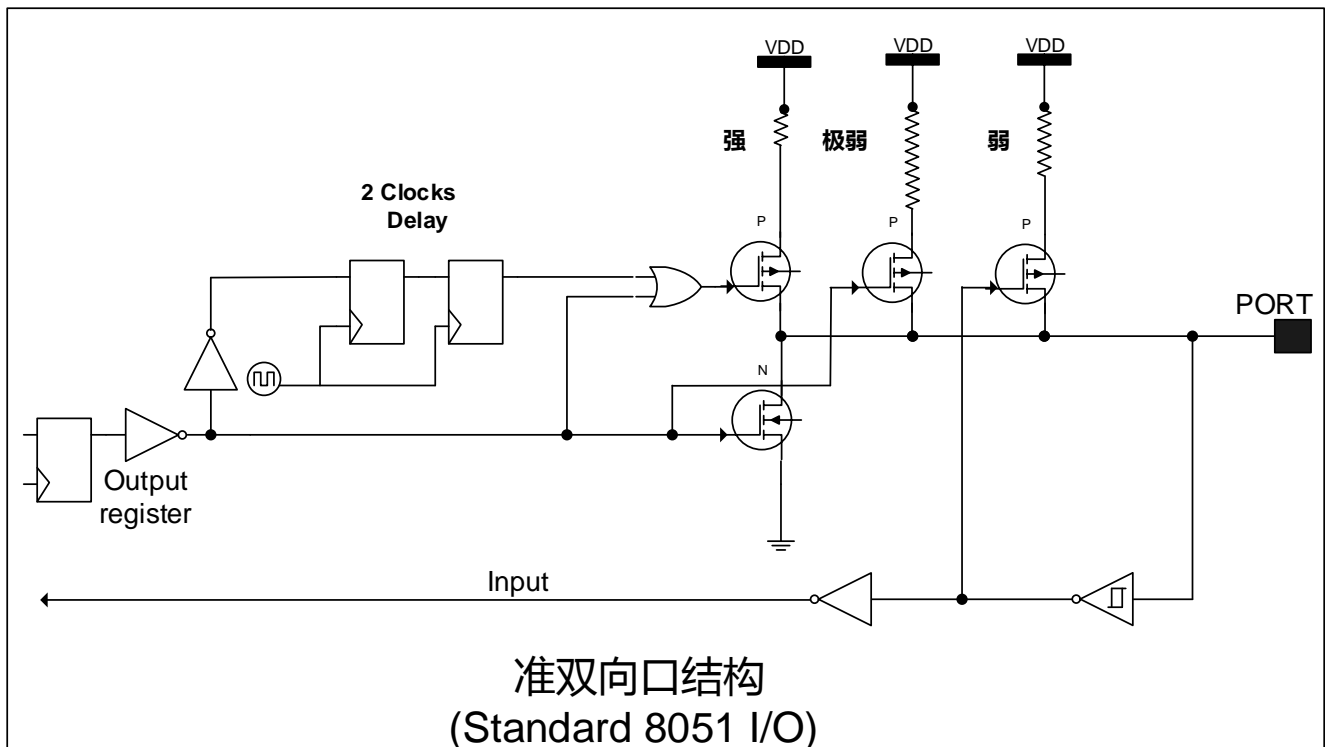 VDD
VDD
VDD
强
极弱
弱
2 Clocks
Delay
P
P
P
PORT
N
Output
register
Input
准双向口结构
(Standard 8051 I/O)